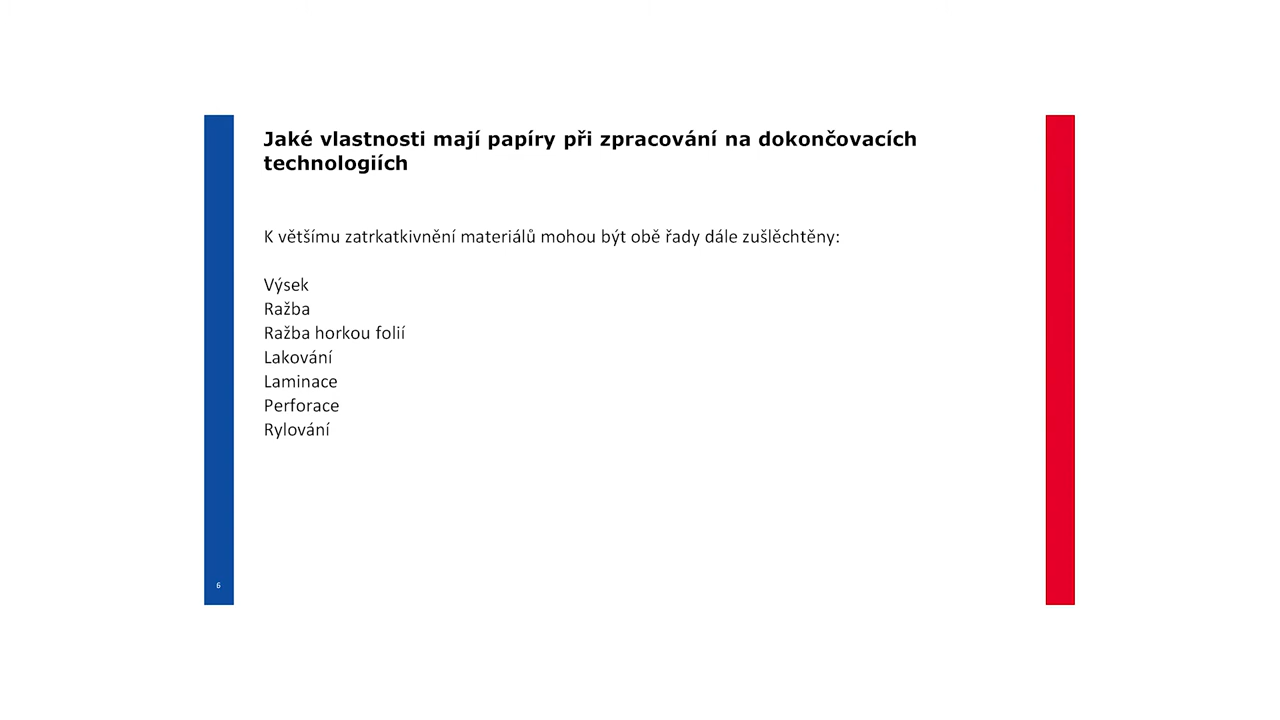 Jaké vlastnosti mají papíry při zpracování na dokončovacích
technologiích
K většímu zatrkatkivnění materiálů mohou být obě řady dále zušlěchtěny:
Výsek
Ražba
Ražba horkou folií
Lakování
Laminace
Perforace
Rylování
6